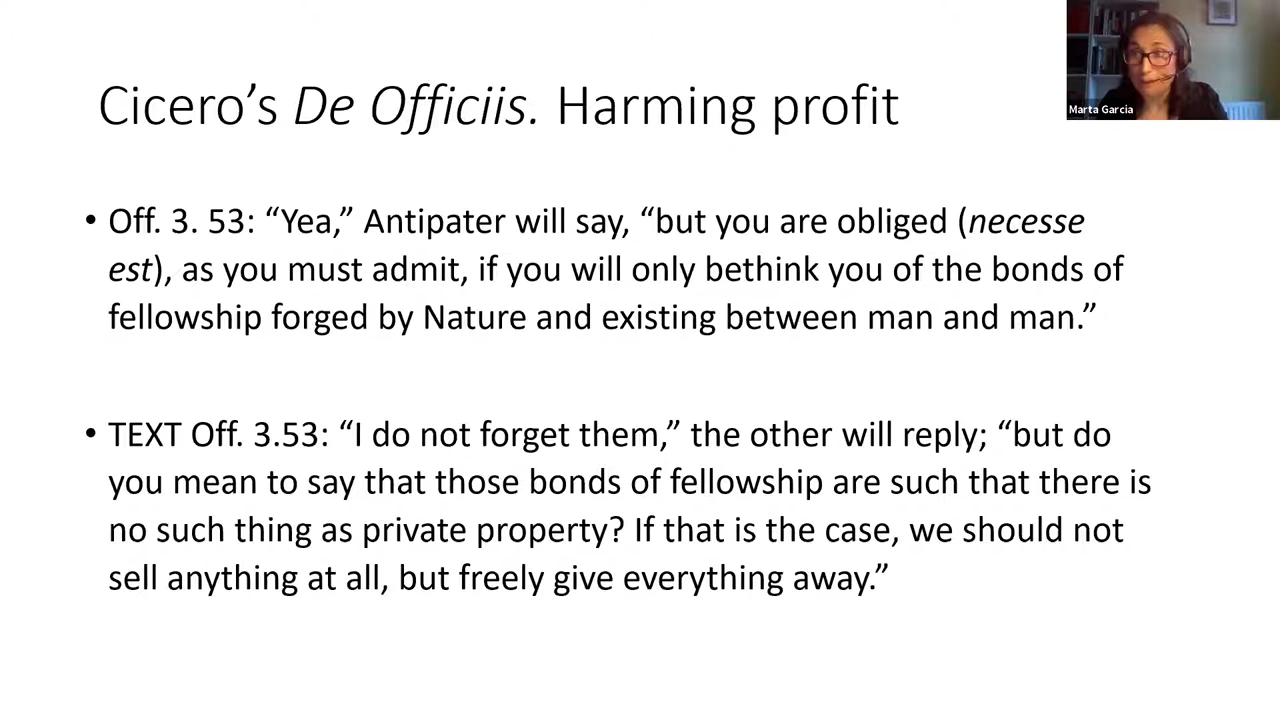 Cicero’s De Officiis. Harming profit
Marta Garcia
• Off. 3. 53: “Yea,” Antipater will say, “but you are obliged (necesse
est), as you must admit, if you will only bethink you of the bonds of
fellowship forged by Nature and existing between man and man.”
• TEXT Off. 3.53: “I do not forget them,” the other will reply; “but do
you mean to say that those bonds of fellowship are such that there is
no such thing as private property? If that is the case, we should not
sell anything at all, but freely give everything away.”